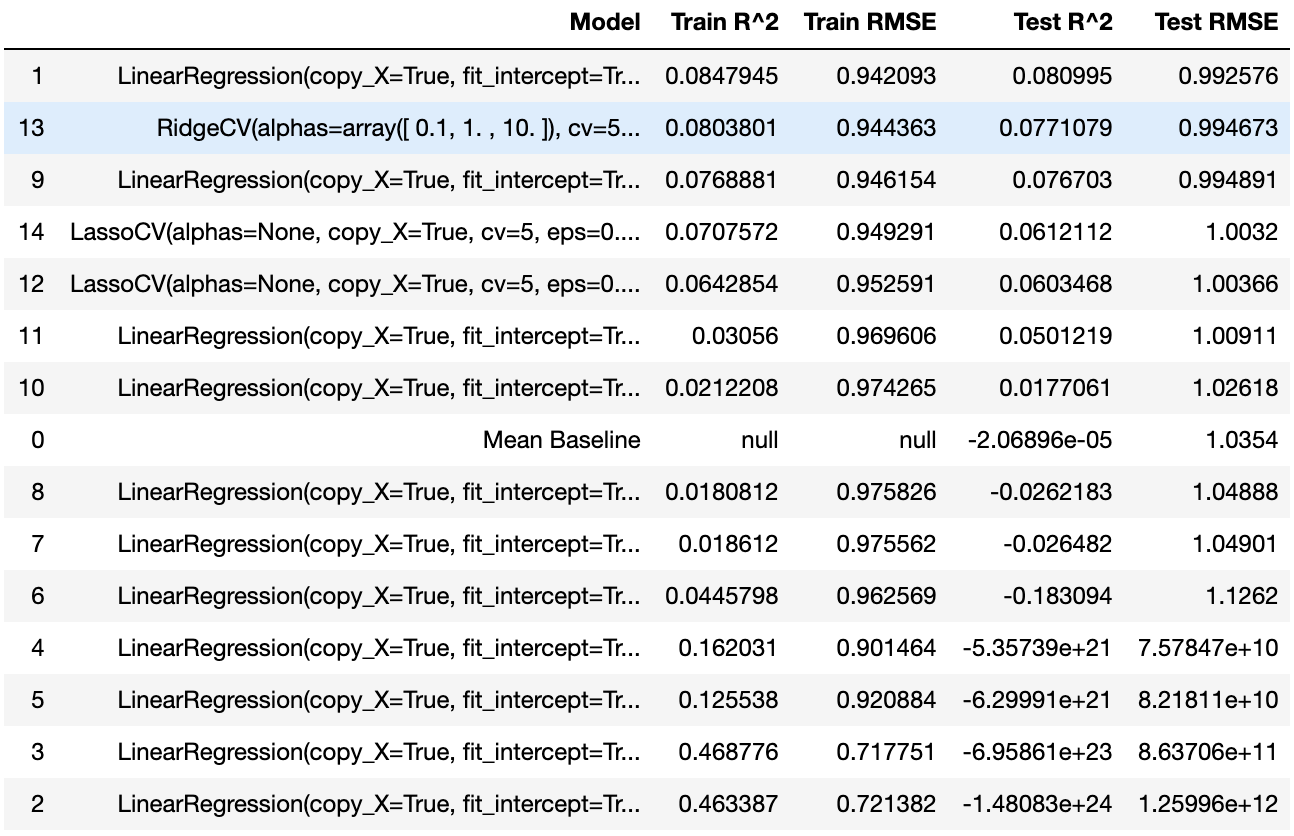 Model Train R^2 Train RMSE Test R^2 Test RMSE
1 LinearRegression(copy_X=True, fit_intercept=Tr... 0.0847945 0.942093 0.080995 0.992576
13 RidgeCV(alphas=array([ 0.1, 1. , 10. ]), cv=5... 0.0803801 0.944363 0.0771079 0.994673
9 LinearRegression(copy_X=True, fit_intercept=Tr... 0.0768881 0.946154 0.076703 0.994891
14 LassoCV(alphas=None, copy_X=True, cv=5, eps=0.... 0.0707572 0.949291 0.0612112 1.0032
12 LassoCV(alphas=None, copy_X=True, cv=5, eps=0.... 0.0642854 0.952591 0.0603468 1.00366
11 LinearRegression(copy_X=True, fit_intercept=Tr... 0.03056 0.969606 0.0501219 1.00911
10 LinearRegression(copy_X=True, fit_intercept=Tr... 0.0212208 0.974265 0.0177061 1.02618
0 Mean Baseline null null -2.06896e-05 1.0354
8 LinearRegression(copy_X=True, fit_intercept=Tr... 0.0180812 0.975826 -0.0262183 1.04888
7 LinearRegression(copy_X=True, fit_intercept=Tr... 0.018612 0.975562 -0.026482 1.04901
6 LinearRegression(copy_X=True, fit_intercept=Tr... 0.0445798 0.962569 -0.183094 1.1262
4 LinearRegression(copy_X=True, fit_intercept=Tr... 0.162031 0.901464 -5.35739e+21 7.57847e+10
5 LinearRegression(copy_X=True, fit_intercept=Tr... 0.125538 0.920884 -6.29991e+21 8.21811e+10
3 LinearRegression(copy_X=True, fit_intercept=Tr... 0.468776 0.717751 -6.95861e+23 8.63706e+11
2 LinearRegression(copy_X=True, fit_intercept=Tr... 0.463387 0.721382 -1.48083e+24 1.25996e+12